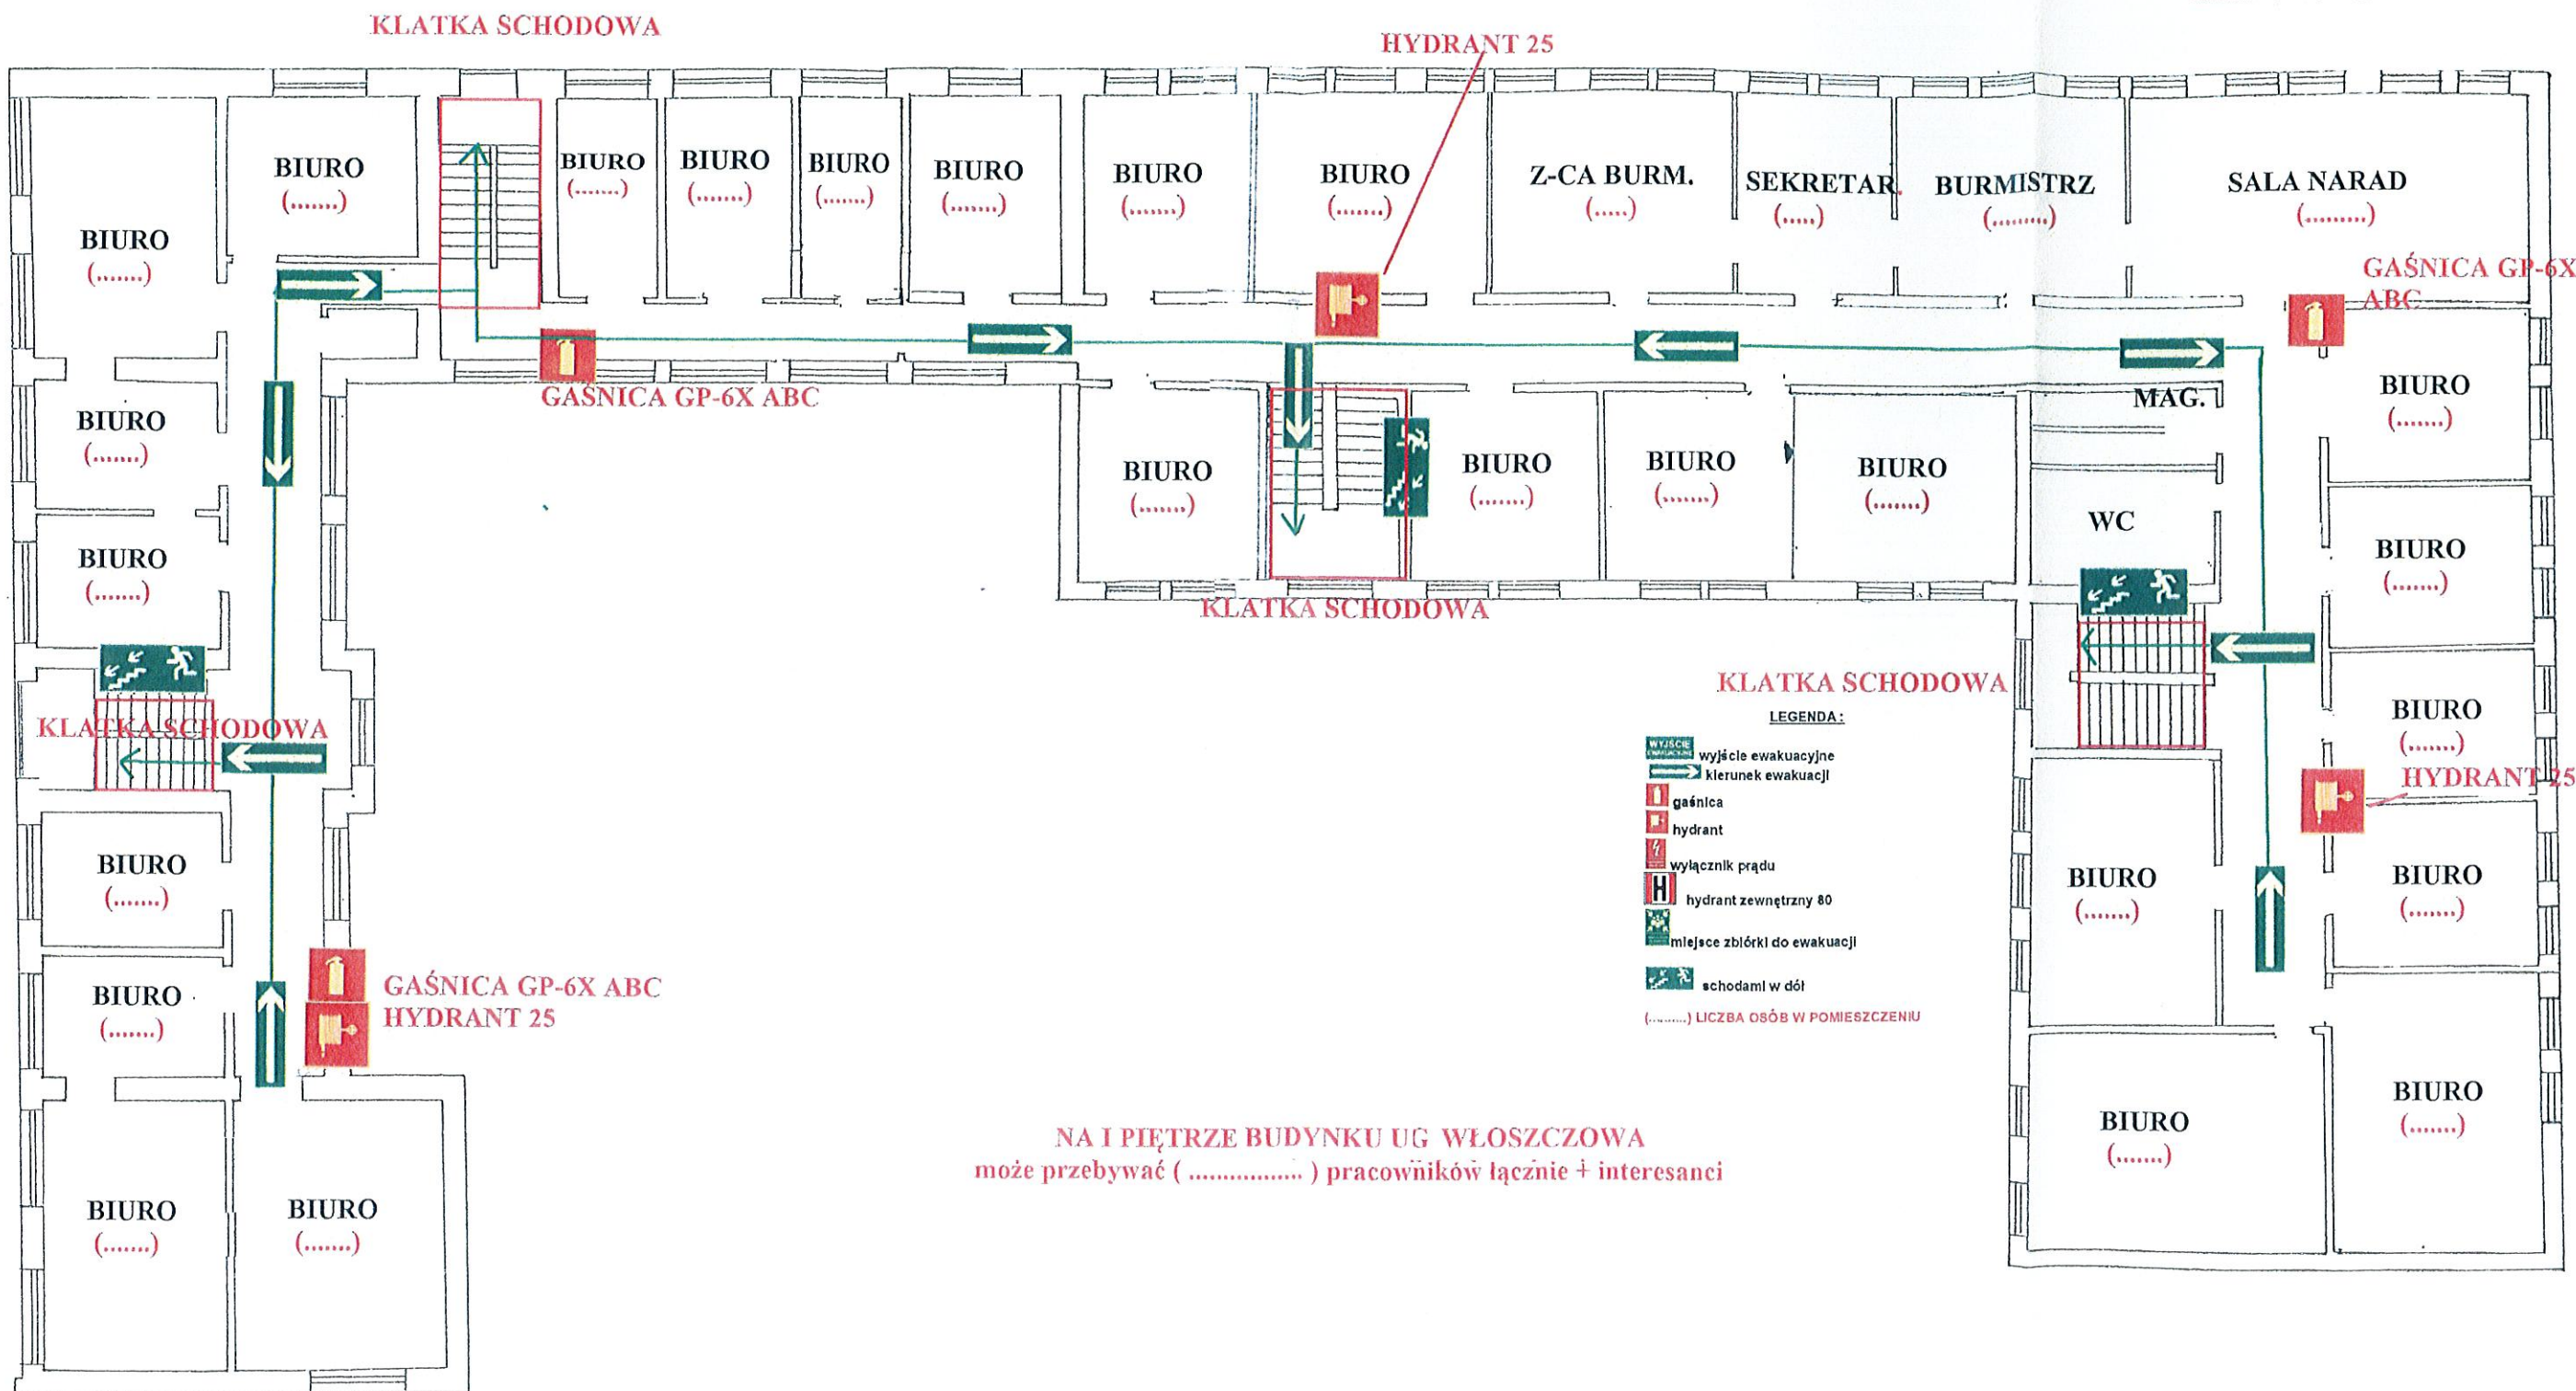 KLATKA SCHODOWA
HYDRANT 25
BIURO
(.......)
BIURO
(.......)
BIURO
(.......)
BIURO
(.......)
BIURO
(.......)
BIURO
(.......)
BIURO
(.......)
BIURO
(.......)
Z-CA BURM.
(.....)
SEKRETAR.
(.....)
BURMISTRZ
(........)
SALA NARAD
(.........)
GAŚNICA GP-6X
ABC
GAŚNICA GP-6X ABC
BIURO
(.......)
BIURO
(.......)
BIURO
(.......)
BIURO
(.......)
BIURO
(.......)
BIURO
(.......)
MAG.
WC
BIURO
(.......)
BIURO
(.......)
BIURO
(.......)
HYDRANT 25
BIURO
(.......)
BIURO
(.......)
BIURO
(.......)
BIURO
(.......)
KLATKA SCHODOWA
KLATKA SCHODOWA
KLATKA SCHODOWA
BIURO
(.......)
BIURO
(.......)
GAŚNICA GP-6X ABC
HYDRANT 25
BIURO
(.......)
BIURO
(.......)
LEGENDA :
WYJŚCIE
EWAKUACYJNE
wyjście ewakuacyjne
kierunek ewakuacji
gaśnica
hydrant
wyłącznik prądu
H
hydrant zewnętrzny 80
miejsce zbiórki do ewakuacji
schodami w dół
(..........) LICZBA OSÓB W POMIESZCZENIU
NA I PIĘTRZE BUDYNKU UG WŁOSZCZOWA
może przebywać ( ................. ) pracowników łącznie + interesanci